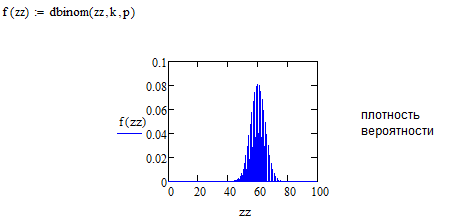 f(zz) := dbinom(zz,k,p)
0.1
0.08
0.06
f(zz)
0.04
0.02
0
0 20 40 60 80 100
zz
плотность
вероятности